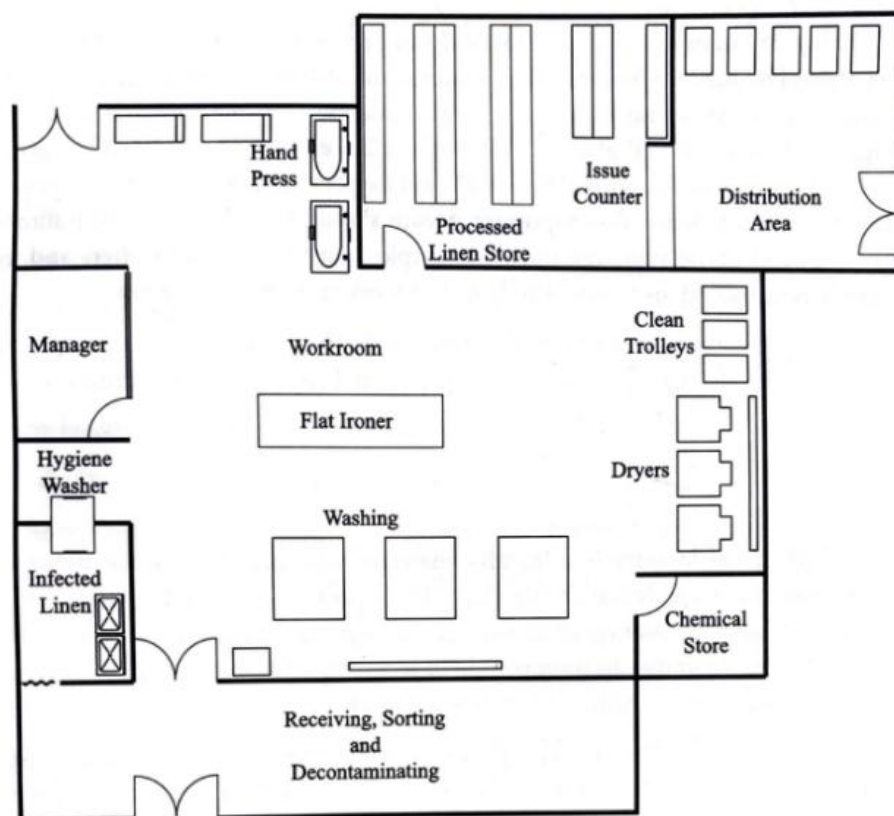 Hand
Press
Issue
Counter
Distribution
Area
Processed
Linen Store
Manager
Workroom
Clean
Trolleys
Flat Ironer
Hygiene
Washer
Dryers
Washing
Infected
Linen
Chemical
Store
Receiving, Sorting
and
Decontaminating